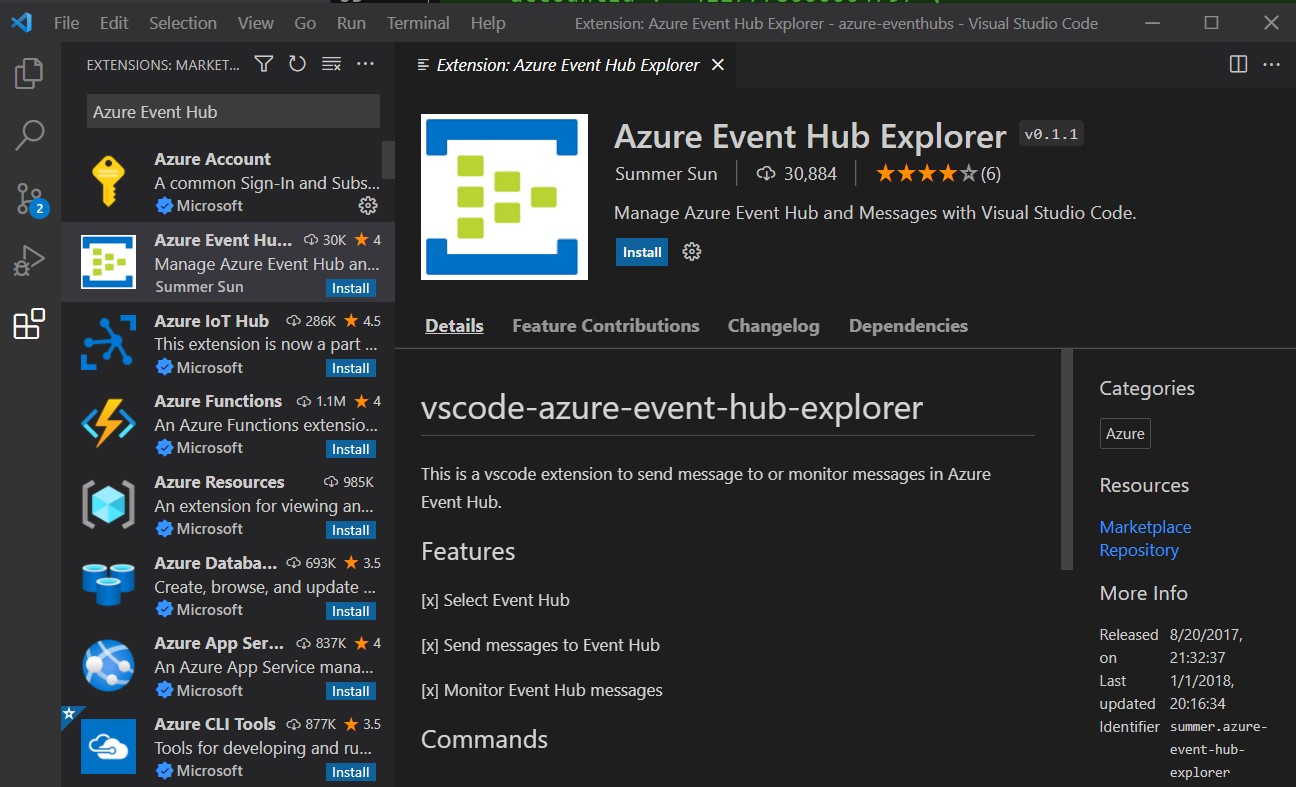 File Edit Selection View Go Run Terminal Help Extension: Azure Event Hub Explorer - azure-eventhubs - Visual Studio Code
EXTENSIONS: MARKET...
Azure Event Hub
Azure Account
A common Sign-In and Subs...
Microsoft
Azure Event Hu... 30K 4
Manage Azure Event Hub an...
Summer Sun Install
Azure IoT Hub 286K 4.5
This extension is now a part ...
Microsoft Install
Azure Functions 1.1M 4
An Azure Functions extensio...
Microsoft Install
Azure Resources 985K
An extension for viewing an...
Microsoft Install
Azure Databa... 693K 3.5
Create, browse, and update ...
Microsoft Install
Azure App Ser... 837K 4
An Azure App Service mana...
Microsoft Install
Azure CLI Tools 877K 3.5
Tools for developing and ru...
Microsoft Install
2
Extension: Azure Event Hub Explorer
Azure Event Hub Explorer v0.1.1
Summer Sun 30,884 (6)
Manage Azure Event Hub and Messages with Visual Studio Code.
Install
Details Feature Contributions Changelog Dependencies
vscode-azure-event-hub-explorer
This is a vscode extension to send message to or monitor messages in Azure
Event Hub.
Features
[x] Select Event Hub
[x] Send messages to Event Hub
[x] Monitor Event Hub messages
Commands
Categories
Azure
Resources
Marketplace
Repository
More Info
Released 8/20/2017,
on 21:32:37
Last 1/1/2018,
updated 20:16:34
Identifier summer.azure-
event-hub-
explorer